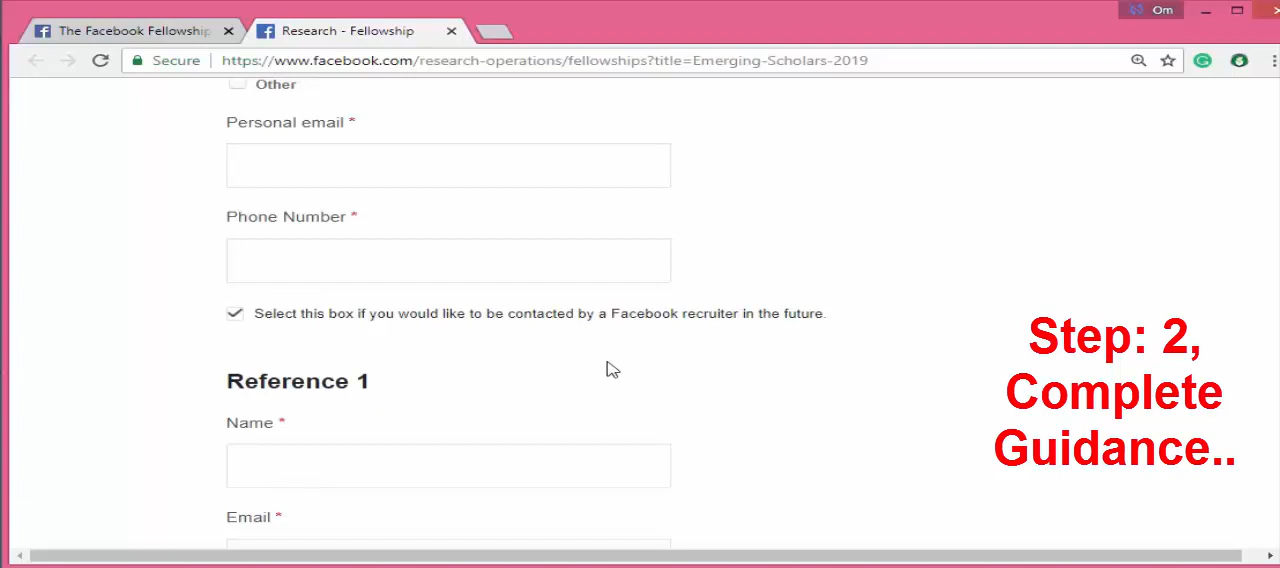 Om
The Facebook Fellowship
Research - Fellowship
Secure
https://www.facebook.com/research-operations/fellowships?title=Emerging-Scholars-2019
Other
Personal email *
Phone Number *
Select this box if you would like to be contacted by a Facebook recruiter in the future.
Reference 1
Name *
Email *
Step: 2,
Complete
Guidance..